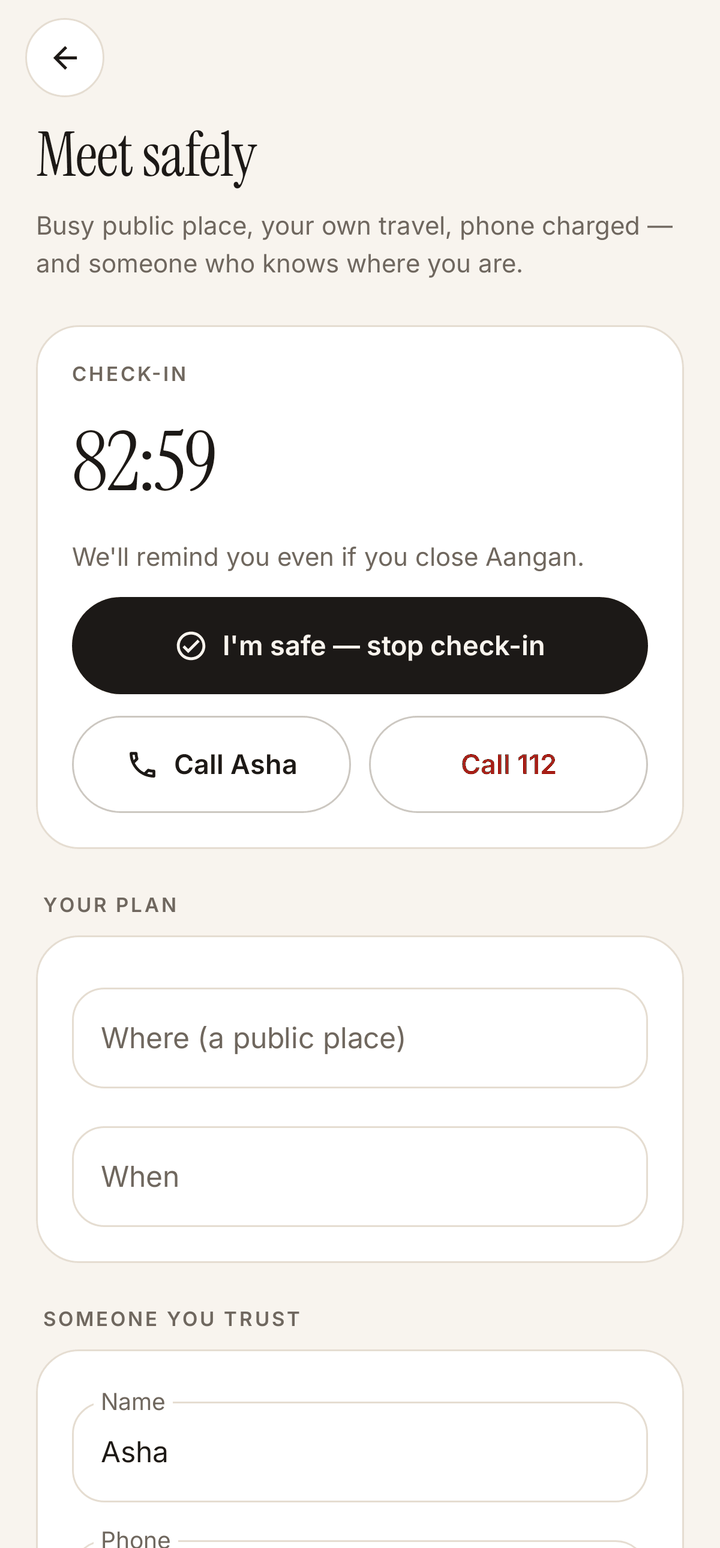 Meet safely
Busy public place, your own travel, phone charged —
and someone who knows where you are.
CHECK-IN
82:59
We'll remind you even if you close Aangan.
I'm safe — stop check-in
Call Asha
Call 112
YOUR PLAN
Where (a public place)
When
SOMEONE YOU TRUST
Name
Asha
Phone